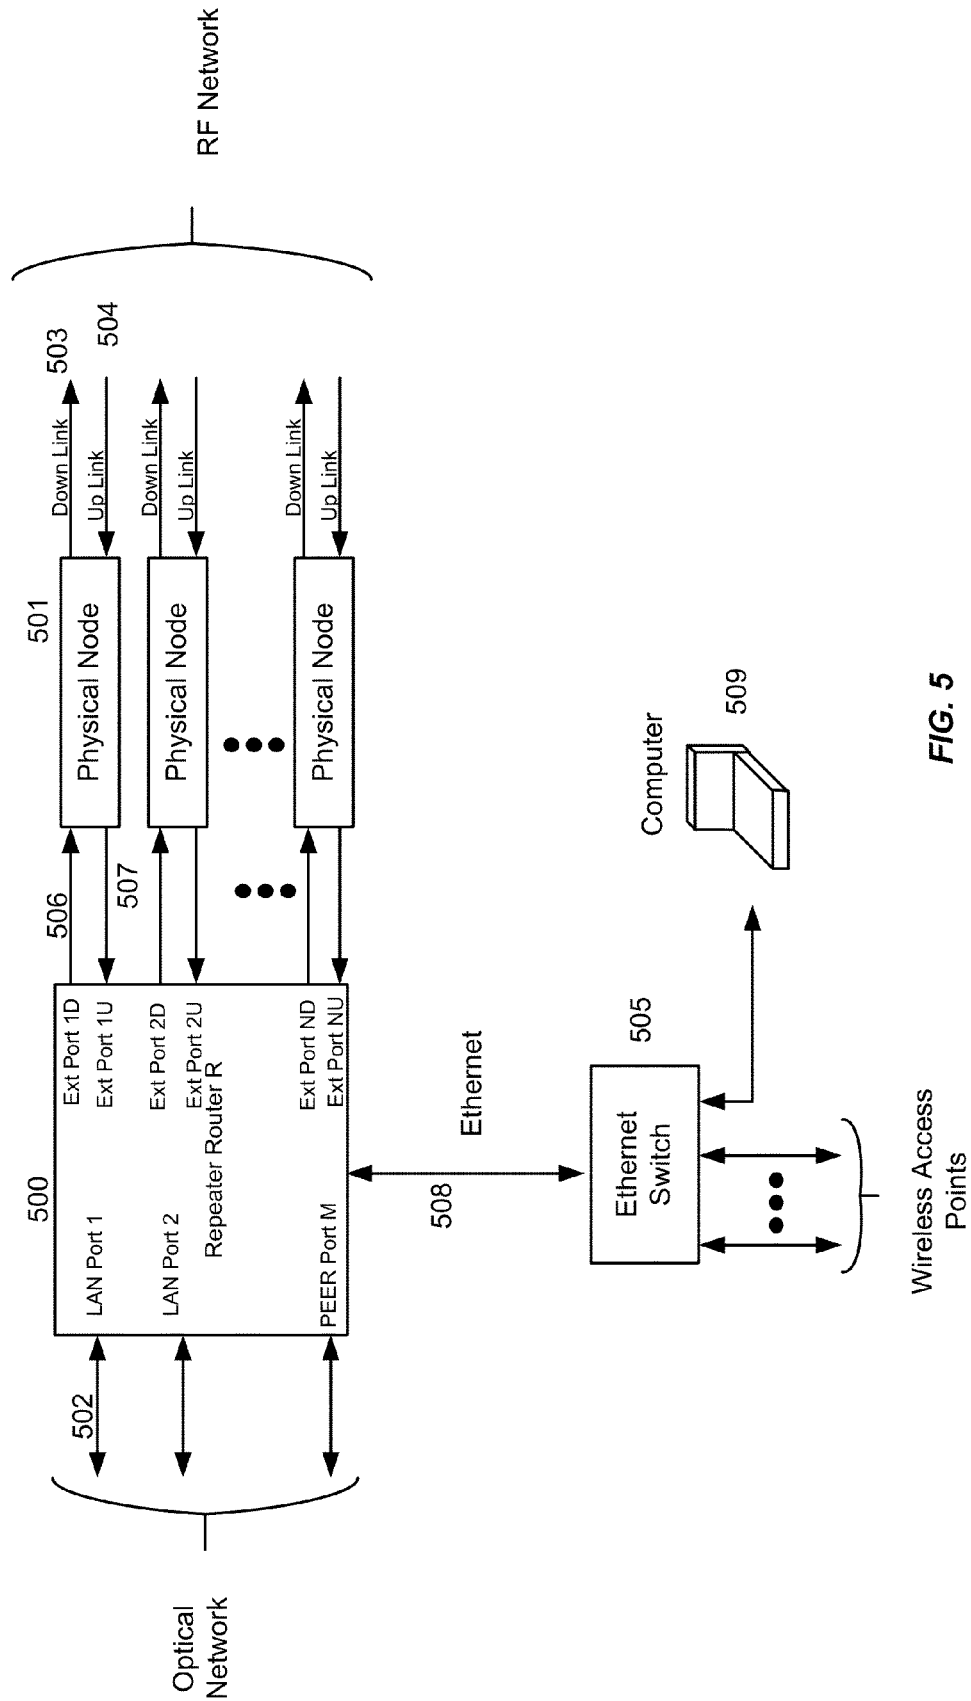 Optical
Network
502
500
LAN Port 1
LAN Port 2
PEER Port M
Repeater Router R
Ext Port 1D
Ext Port 1U
Ext Port 2D
Ext Port 2U
Ext Port ND
Ext Port NU
506
507
501
Physical Node
Physical Node
Physical Node
Down Link
Up Link
Down Link
Up Link
Down Link
Up Link
503
504
RF Network
508
Ethernet
Ethernet
Switch
505
Computer
509
Wireless Access
Points
FIG. 5